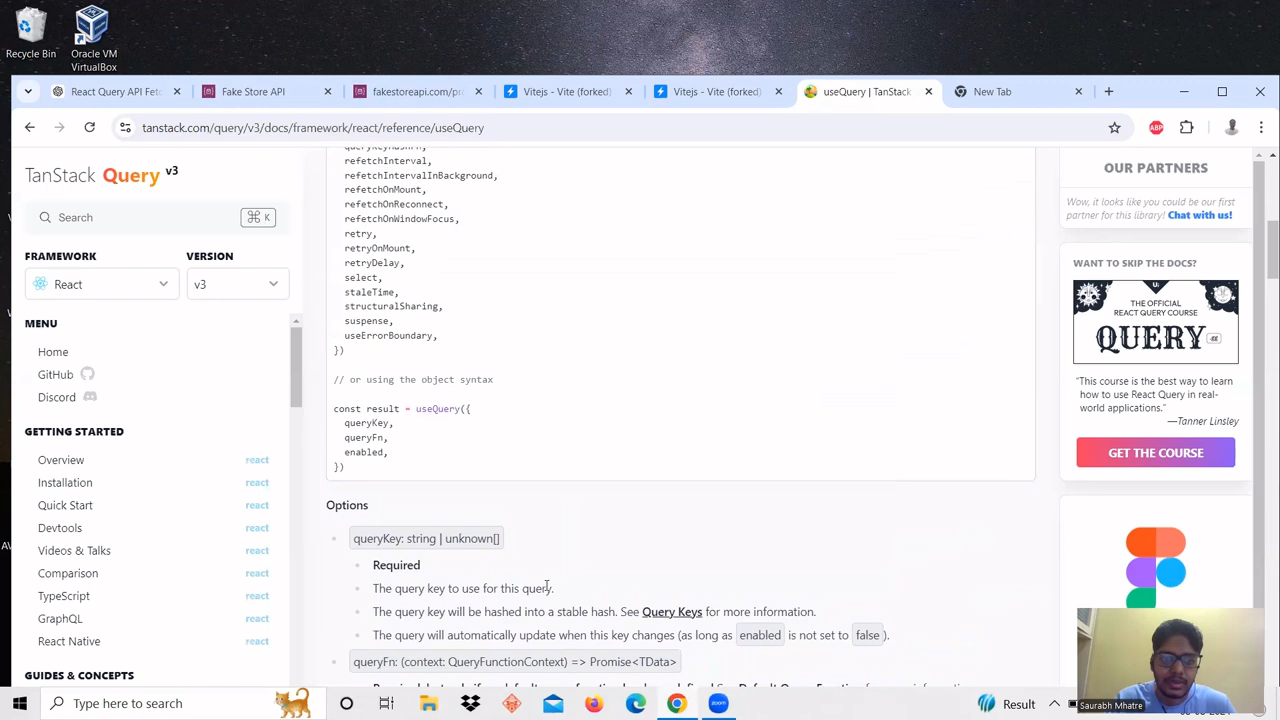 Recycle Bin
Oracle VM
VirtualBox
React Query API Fetc
Fake Store API
fakestoreapi.com/pro
Vitejs - Vite (forked)
Vitejs - Vite (forked)
useQuery | TanStack
New Tab
tanstack.com/query/v3/docs/framework/react/reference/useQuery
ABP
TanStack Query v3
Search
⌘ K
FRAMEWORK
VERSION
React
v3
MENU
Home
GitHub
Discord
GETTING STARTED
Overview react
Installation react
Quick Start react
Devtools react
Videos & Talks react
Comparison react
TypeScript react
GraphQL react
React Native react
GUIDES & CONCEPTS
queryKeyHashFn,
refetchInterval,
refetchIntervalInBackground,
refetchOnMount,
refetchOnReconnect,
refetchOnWindowFocus,
retry,
retryOnMount,
retryDelay,
select,
staleTime,
structuralSharing,
suspense,
useErrorBoundary,
})
// or using the object syntax
const result = useQuery({
queryKey,
queryFn,
enabled,
})
Options
queryKey: string | unknown[]
Required
The query key to use for this query.
The query key will be hashed into a stable hash. See Query Keys for more information.
The query will automatically update when this key changes (as long as enabled is not set to false ).
queryFn: (context: QueryFunctionContext) => Promise<TData>
OUR PARTNERS
Wow, it looks like you could be our first
partner for this library! Chat with us!
WANT TO SKIP THE DOCS?
THE OFFICIAL
REACT QUERY COURSE
QUERY
"This course is the best way to learn
how to use React Query in real-
world applications."
—Tanner Linsley
GET THE COURSE
Saurabh Mhatre
Type here to search
Result